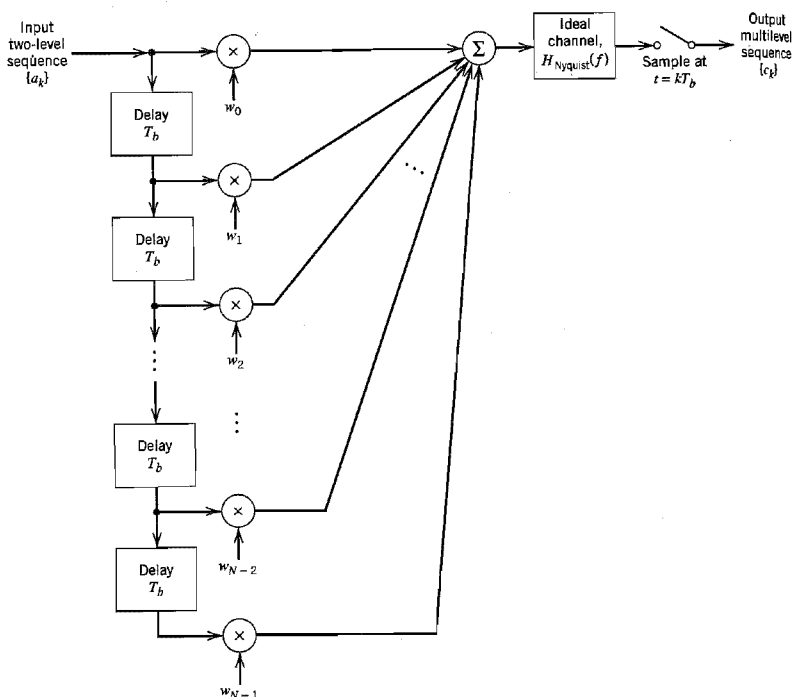 Input
two-level
sequence
{a_k}
×
w_0
Σ
Ideal
channel,
H_Nyquist(f)
Sample at
t = kT_b
Output
multilevel
sequence
{c_k}
Delay
T_b
×
w_1
Delay
T_b
×
w_2
Delay
T_b
×
w_{N-2}
Delay
T_b
×
w_{N-1}